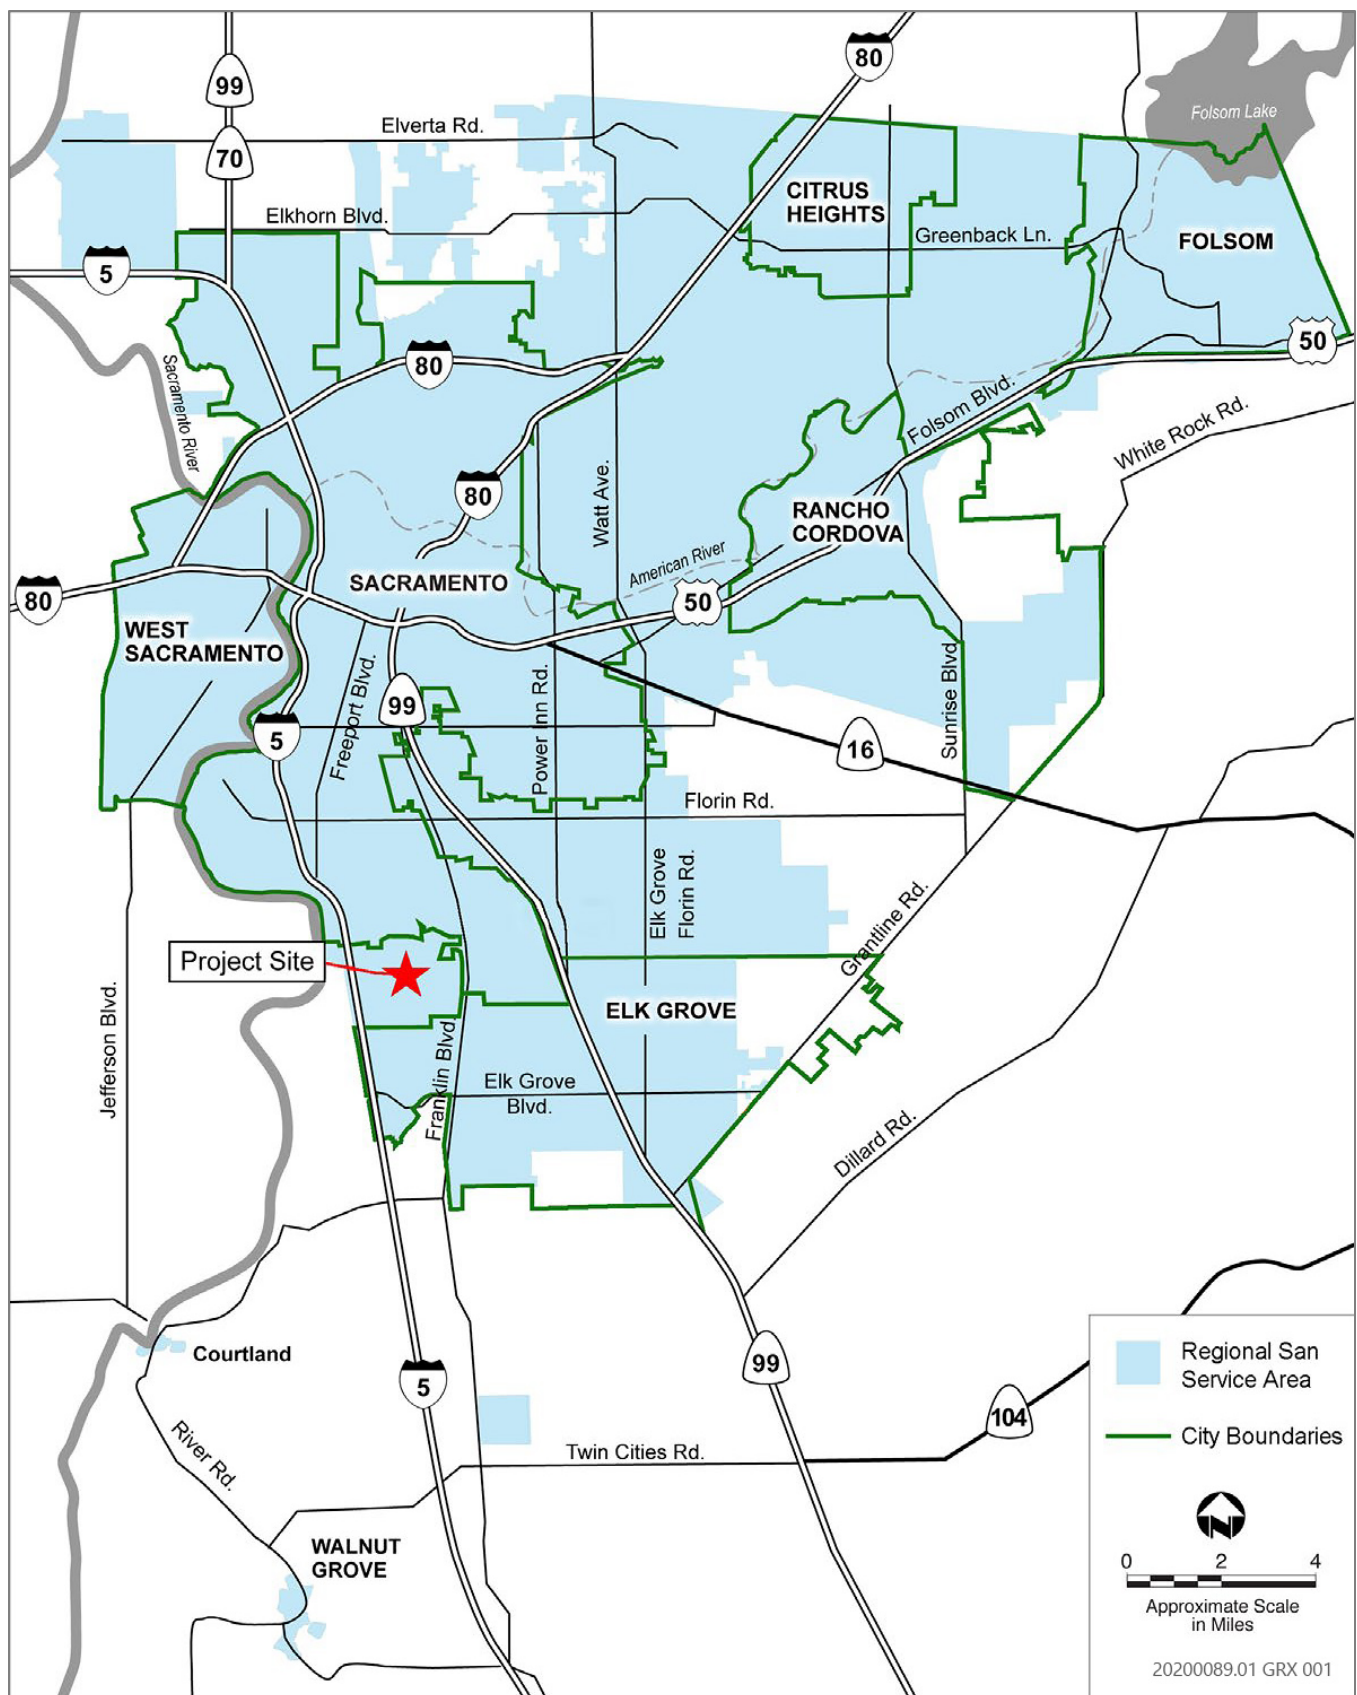 99
80
Elverta Rd.
Folsom Lake
70
CITRUS
HEIGHTS
Elkhorn Blvd.
Greenback Ln.
FOLSOM
5
50
80
Sacramento River
Folsom Blvd.
White Rock Rd.
80
Watt Ave.
RANCHO
CORDOVA
American River
SACRAMENTO
80
50
WEST
SACRAMENTO
Freeport Blvd.
99
Power Inn Rd.
Sunrise Blvd.
5
16
Florin Rd.
Elk Grove
Florin Rd.
Grantline Rd.
Project Site
ELK GROVE
Jefferson Blvd.
Franklin Blvd.
Elk Grove
Blvd.
Dillard Rd.
Courtland
5
99
104
River Rd.
Twin Cities Rd.
WALNUT
GROVE
Regional San
Service Area
City Boundaries
N
0 2 4
Approximate Scale
in Miles
20200089.01 GRX 001